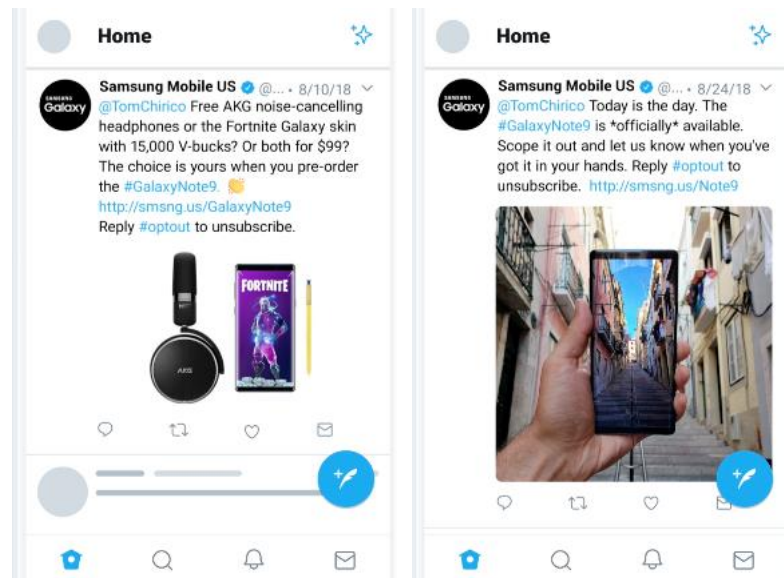 Home
SAMSUNG
Galaxy
Samsung Mobile US @... · 8/10/18
@TomChirico Free AKG noise-cancelling
headphones or the Fortnite Galaxy skin
with 15,000 V-bucks? Or both for $99?
The choice is yours when you pre-order
the #GalaxyNote9. 👏
http://smsng.us/GalaxyNote9
Reply #optout to unsubscribe.
FORTNITE
AKG
Home
SAMSUNG
Galaxy
Samsung Mobile US @... · 8/24/18
@TomChirico Today is the day. The
#GalaxyNote9 is *officially* available.
Scope it out and let us know when you've
got it in your hands. Reply #optout to
unsubscribe. http://smsng.us/Note9